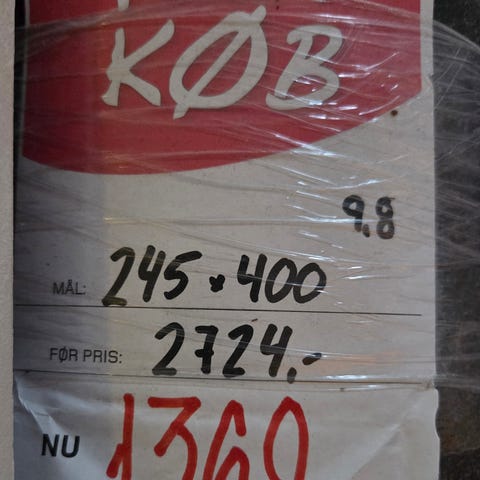 KØB
9,8
MÅL: 245 × 400
FØR PRIS: 2724,-
NU 1360